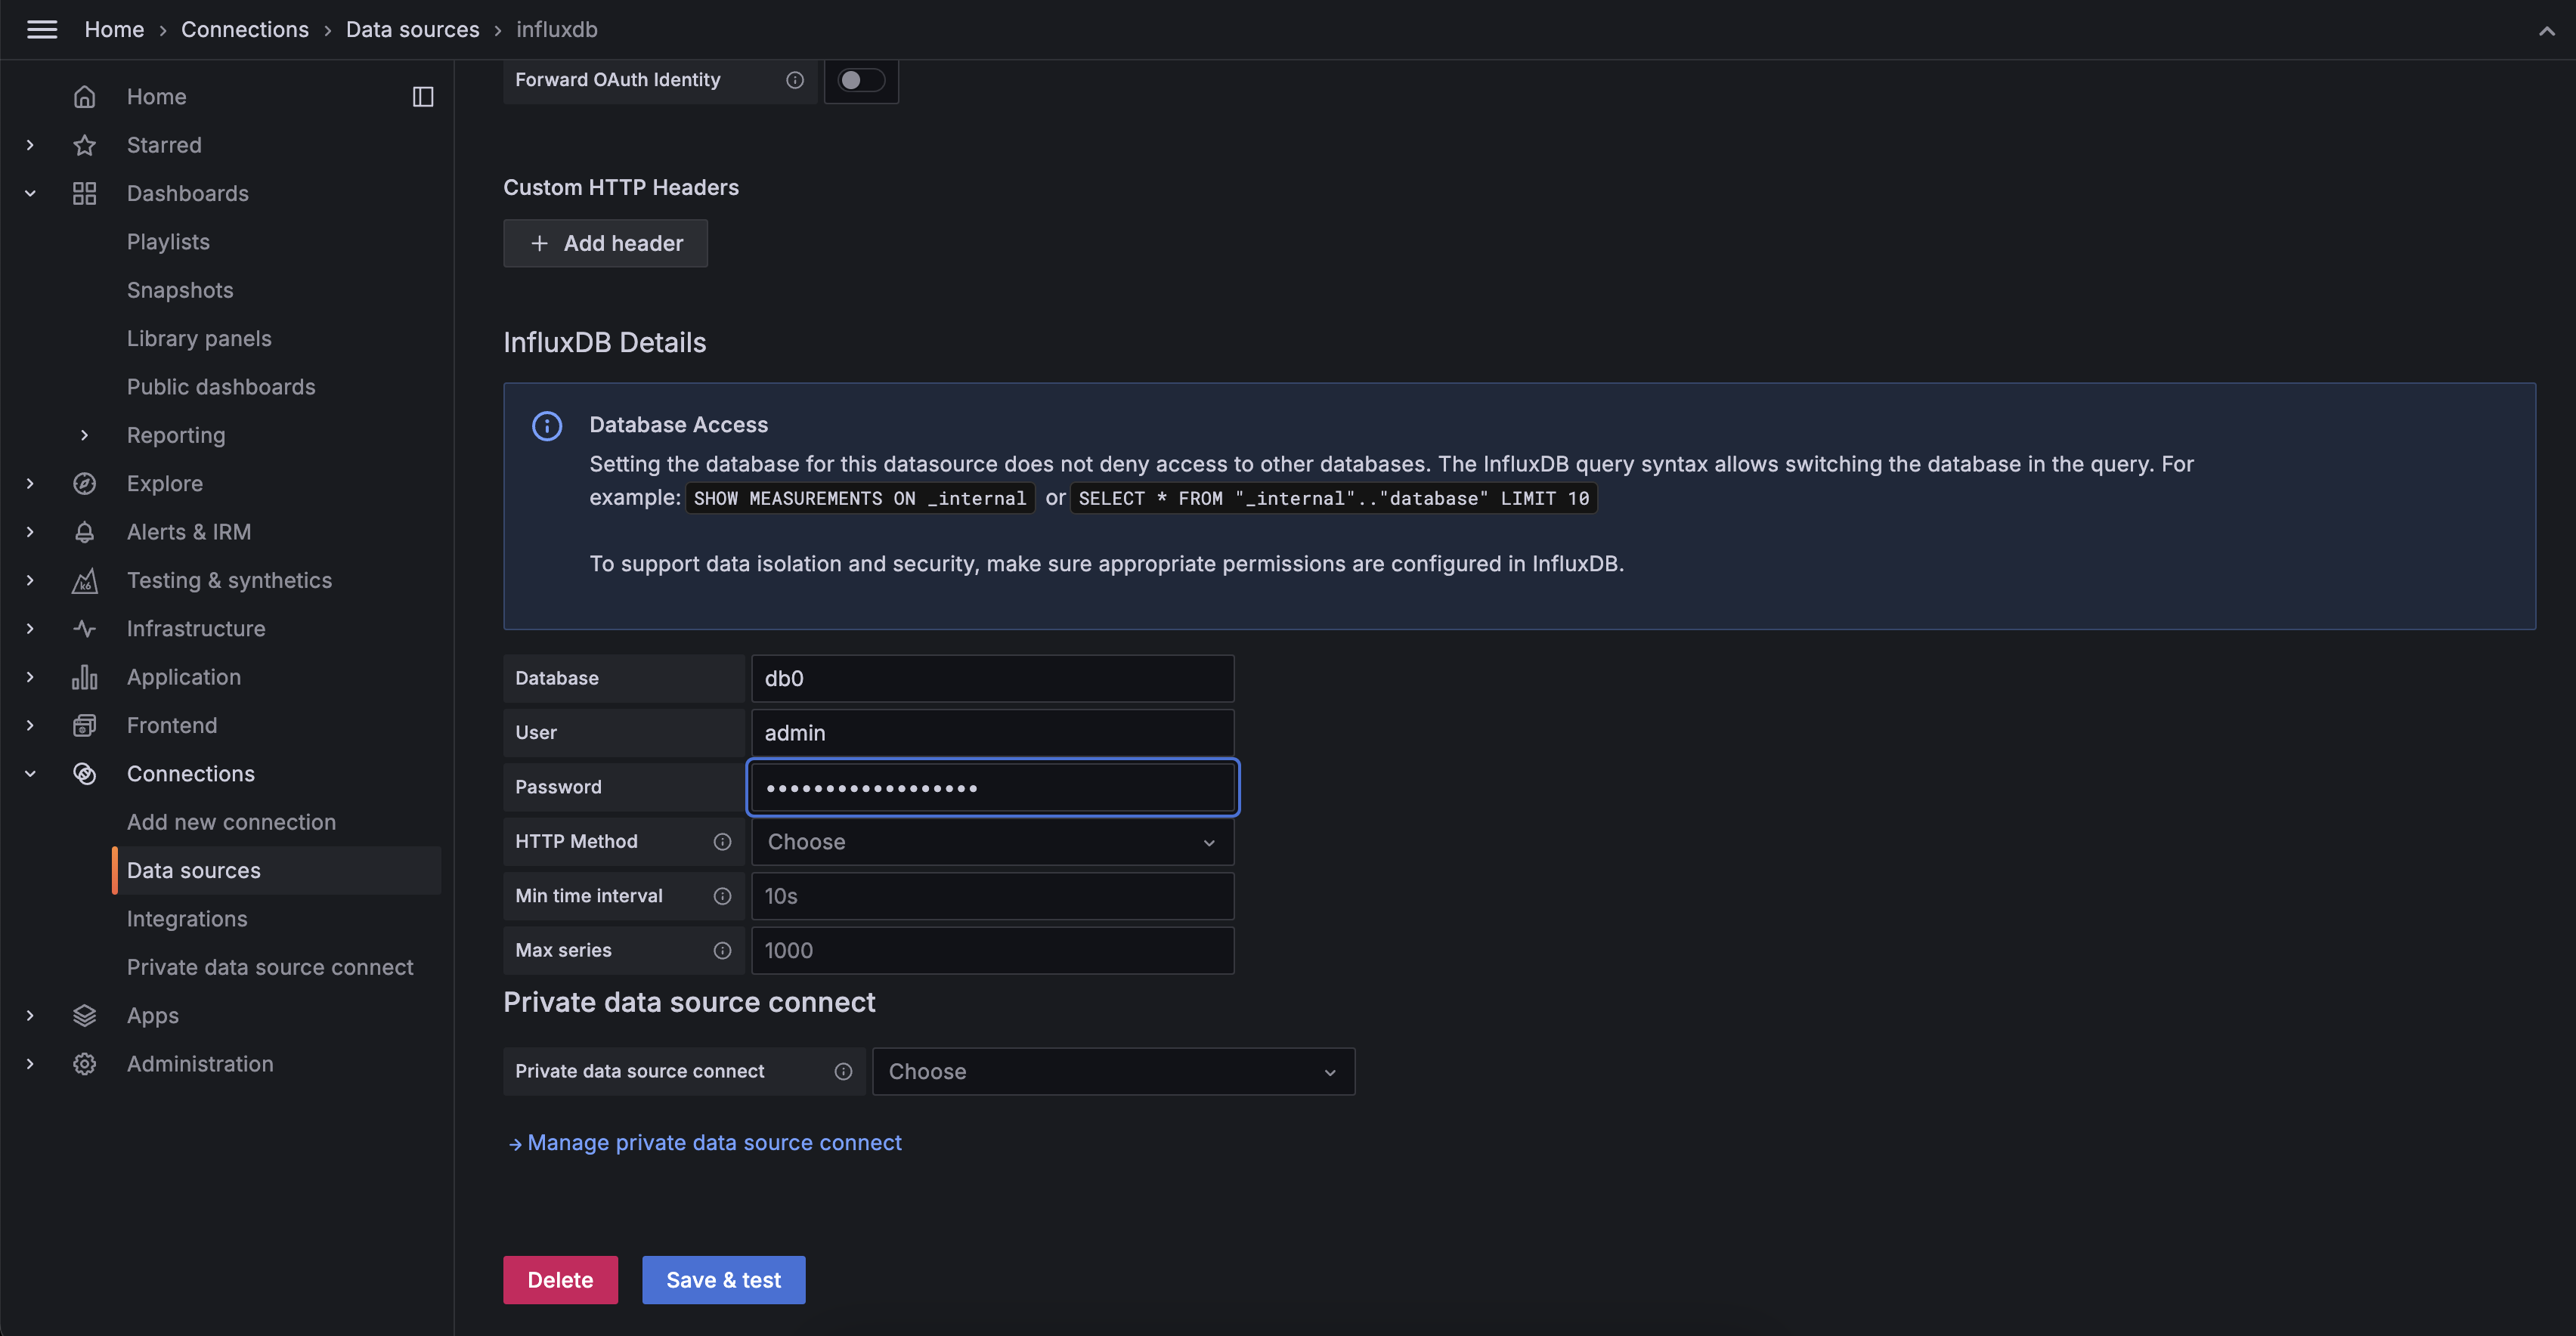 Home › Connections › Data sources › influxdb
Home
Starred
Dashboards
Playlists
Snapshots
Library panels
Public dashboards
Reporting
Explore
Alerts & IRM
k6
Testing & synthetics
Infrastructure
Application
Frontend
Connections
Add new connection
Data sources
Integrations
Private data source connect
Apps
Administration
Forward OAuth Identity
Custom HTTP Headers
+ Add header
InfluxDB Details
Database Access
Setting the database for this datasource does not deny access to other databases. The InfluxDB query syntax allows switching the database in the query. For
example: SHOW MEASUREMENTS ON _internal or SELECT * FROM "_internal".."database" LIMIT 10
To support data isolation and security, make sure appropriate permissions are configured in InfluxDB.
Database db0
User admin
Password ••••••••••••••••••
HTTP Method Choose
Min time interval 10s
Max series 1000
Private data source connect
Private data source connect Choose
→ Manage private data source connect
Delete Save & test